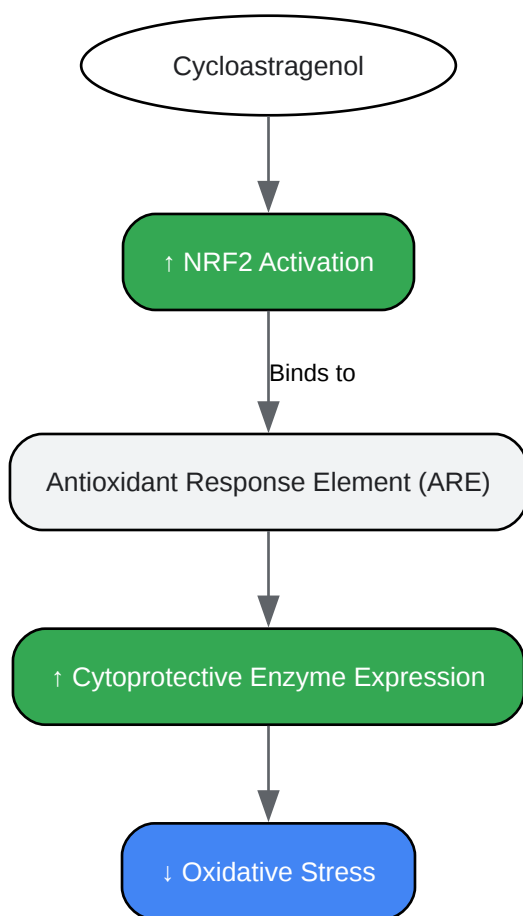 Cycloastragenol
↑ NRF2 Activation
Binds to
Antioxidant Response Element (ARE)
↑ Cytoprotective Enzyme Expression
↓ Oxidative Stress